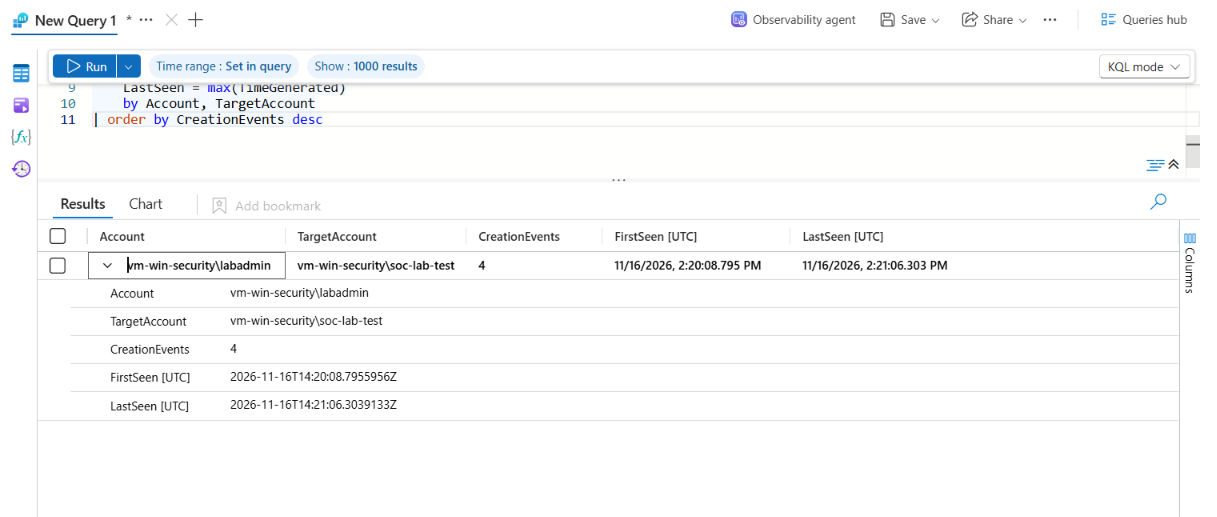 New Query 1 * ··· Observability agent Save Share ··· Queries hub
Run Time range : Set in query Show : 1000 results KQL mode
9 LastSeen = max(TimeGenerated)
10 by Account, TargetAccount
11 | order by CreationEvents desc
...
Results Chart Add bookmark
Account TargetAccount CreationEvents FirstSeen [UTC] LastSeen [UTC]
vm-win-security\labadmin vm-win-security\soc-lab-test 4 11/16/2026, 2:20:08.795 PM 11/16/2026, 2:21:06.303 PM
Account vm-win-security\labadmin
TargetAccount vm-win-security\soc-lab-test
CreationEvents 4
FirstSeen [UTC] 2026-11-16T14:20:08.7955956Z
LastSeen [UTC] 2026-11-16T14:21:06.3039133Z
Columns